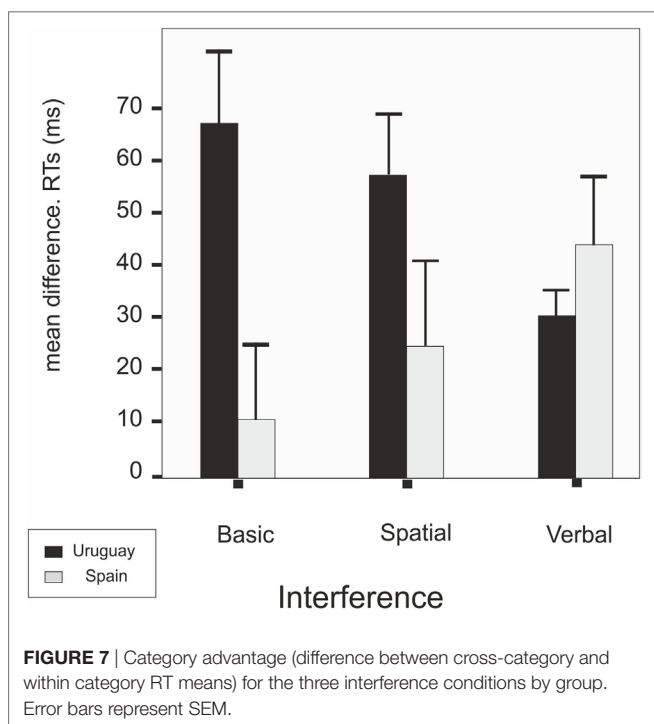 mean difference. RTs (ms)
70
60
50
40
30
20
10
0
Basic Spatial Verbal
Uruguay
Spain
Interference
FIGURE 7 | Category advantage (difference between cross-category and
within category RT means) for the three interference conditions by group.
Error bars represent SEM.